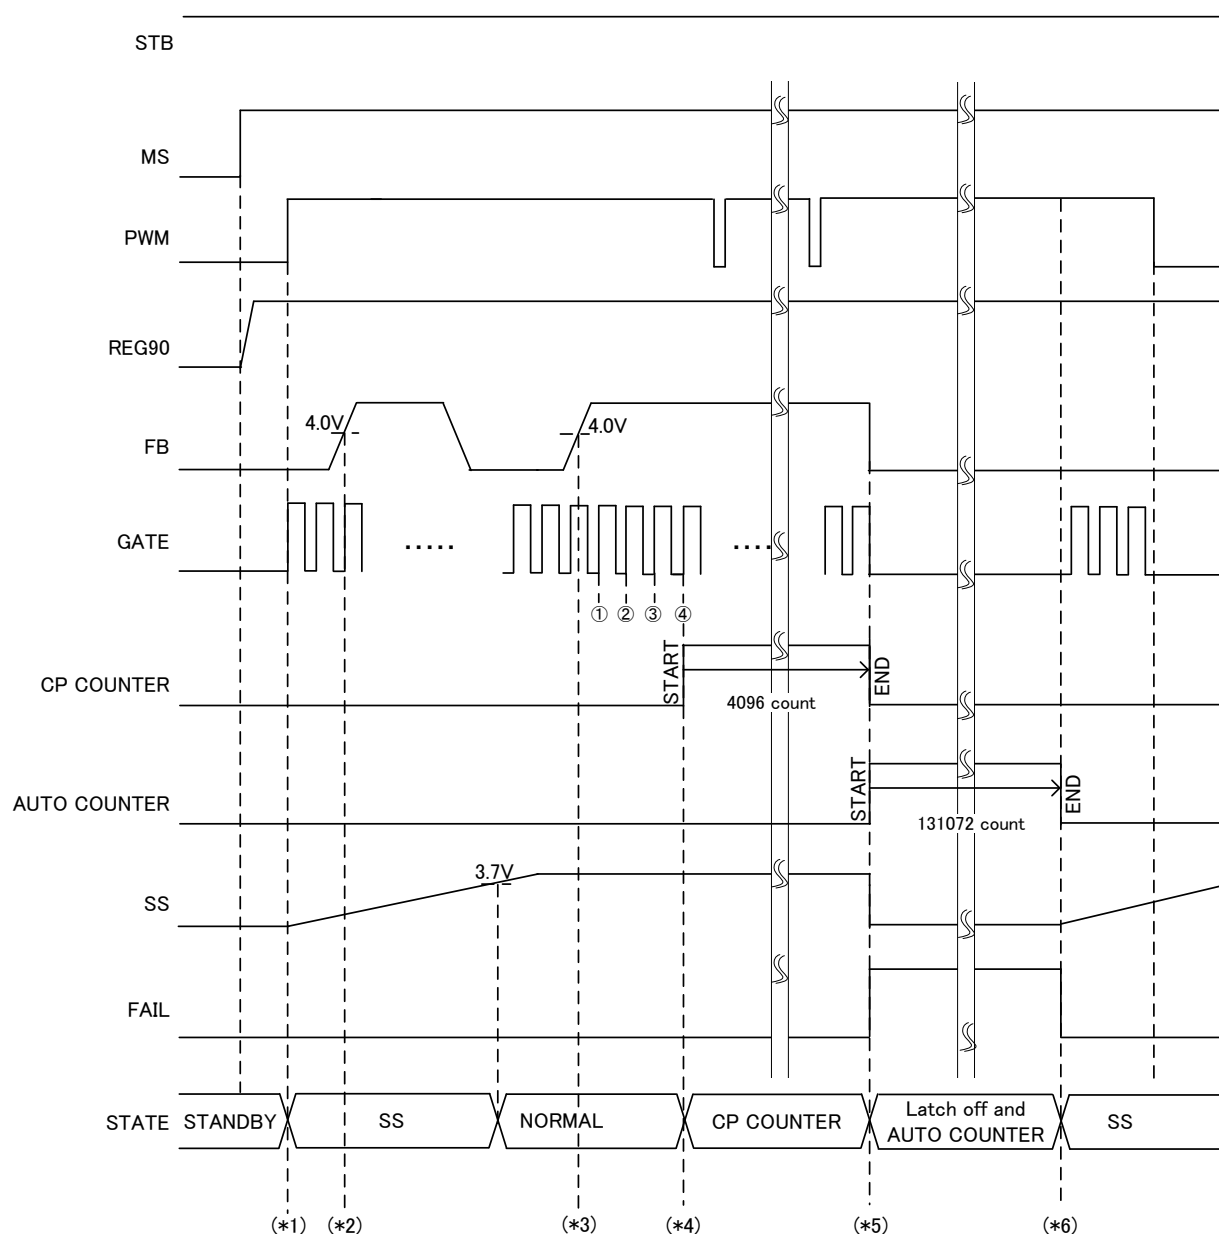 STB
MS
PWM
REG90
4.0V
4.0V
FB
GATE
.....
....
① ② ③ ④
START
END
CP COUNTER
4096 count
START
END
AUTO COUNTER
131072 count
3.7V
SS
FAIL
STATE
STANDBY
SS
NORMAL
CP COUNTER
Latch off and
AUTO COUNTER
SS
(*1) (*2) (*3) (*4) (*5) (*6)